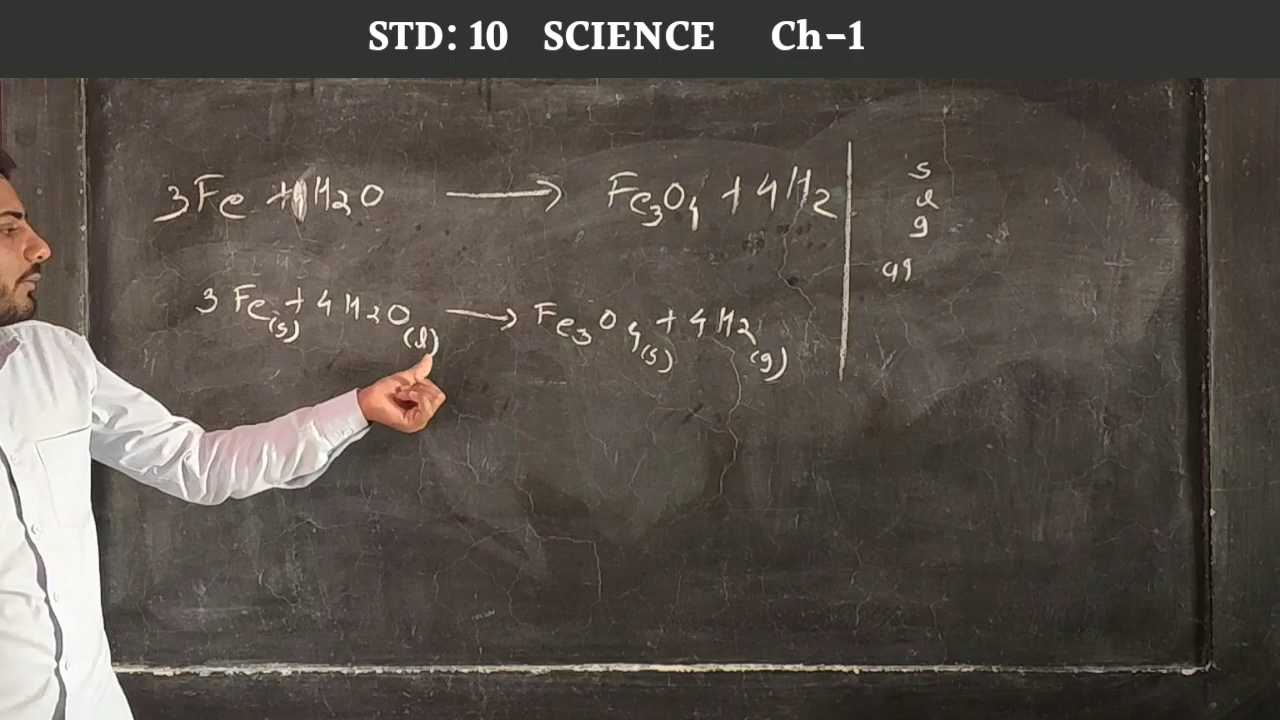 STD: 10 SCIENCE Ch-1
3Fe + 4H2O ⟶ Fe3O4 + 4H2
3Fe(s) + 4H2O(l) ⟶ Fe3O4(s) + 4H2(g)
s
l
g
aq